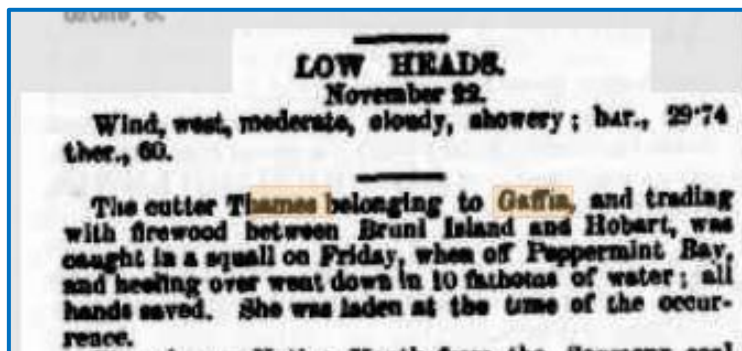 LOW HEADS.
November 22.
Wind, west, moderate, cloudy, showery; bar., 29·74
ther., 60.
The cutter Thames belonging to Gaffin, and trading
with firewood between Bruni Island and Hobart, was
caught in a squall on Friday, when off Peppermint Bay,
and heeling over went down in 10 fathoms of water; all
hands saved. She was laden at the time of the occur-
rence.